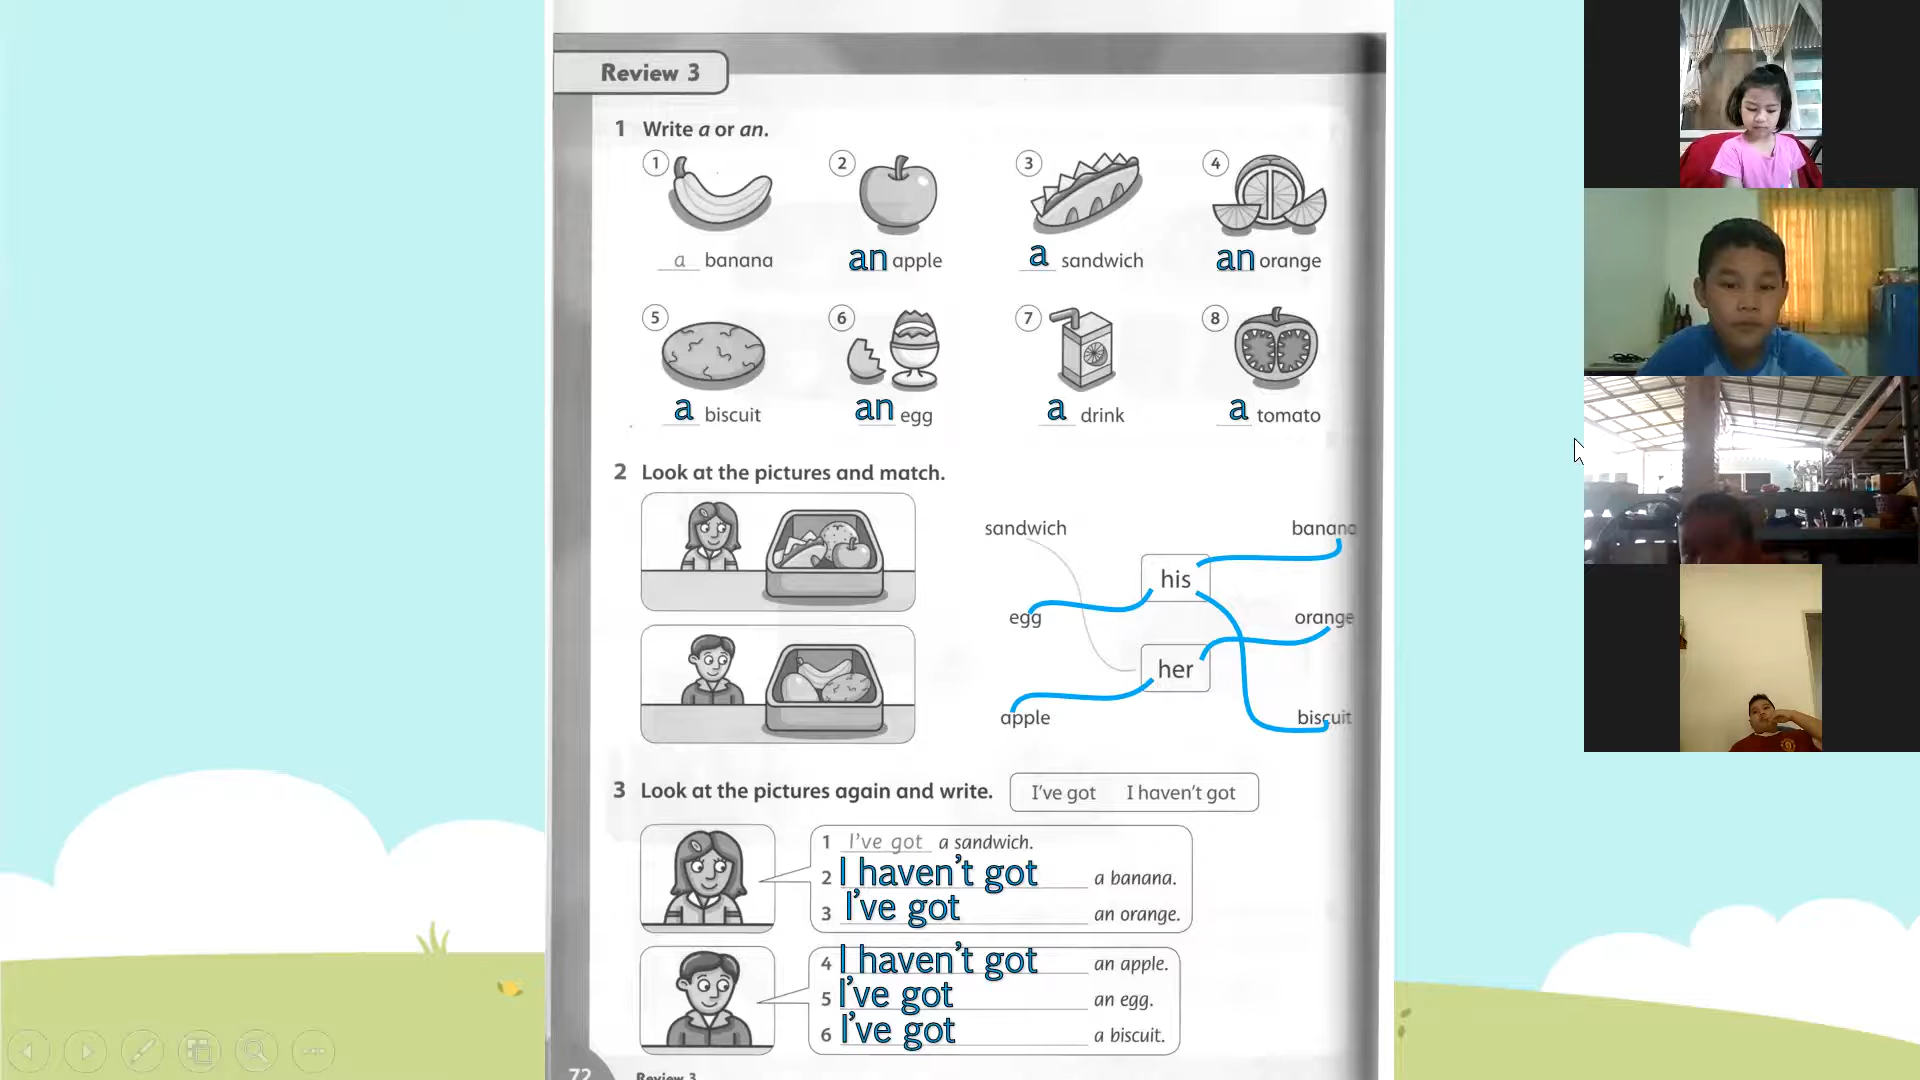 Review 3
1 Write a or an.
1 2 3 4
a banana an apple a sandwich an orange
5 6 7 8
a biscuit an egg a drink a tomato
2 Look at the pictures and match.
sandwich banana
his
egg orange
her
apple biscuit
3 Look at the pictures again and write. I've got I haven't got
1 I've got a sandwich.
2 I haven't got a banana.
3 I've got an orange.
4 I haven't got an apple.
5 I've got an egg.
6 I've got a biscuit.
72 Review 3